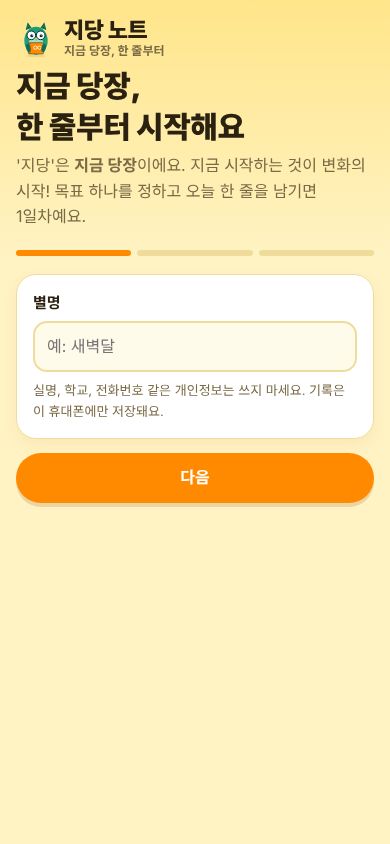 지당 노트
지금 당장, 한 줄부터
지금 당장,
한 줄부터 시작해요
'지당'은 지금 당장이에요. 지금 시작하는 것이 변화의
시작! 목표 하나를 정하고 오늘 한 줄을 남기면
1일차예요.
별명
예: 새벽달
실명, 학교, 전화번호 같은 개인정보는 쓰지 마세요. 기록은
이 휴대폰에만 저장돼요.
다음